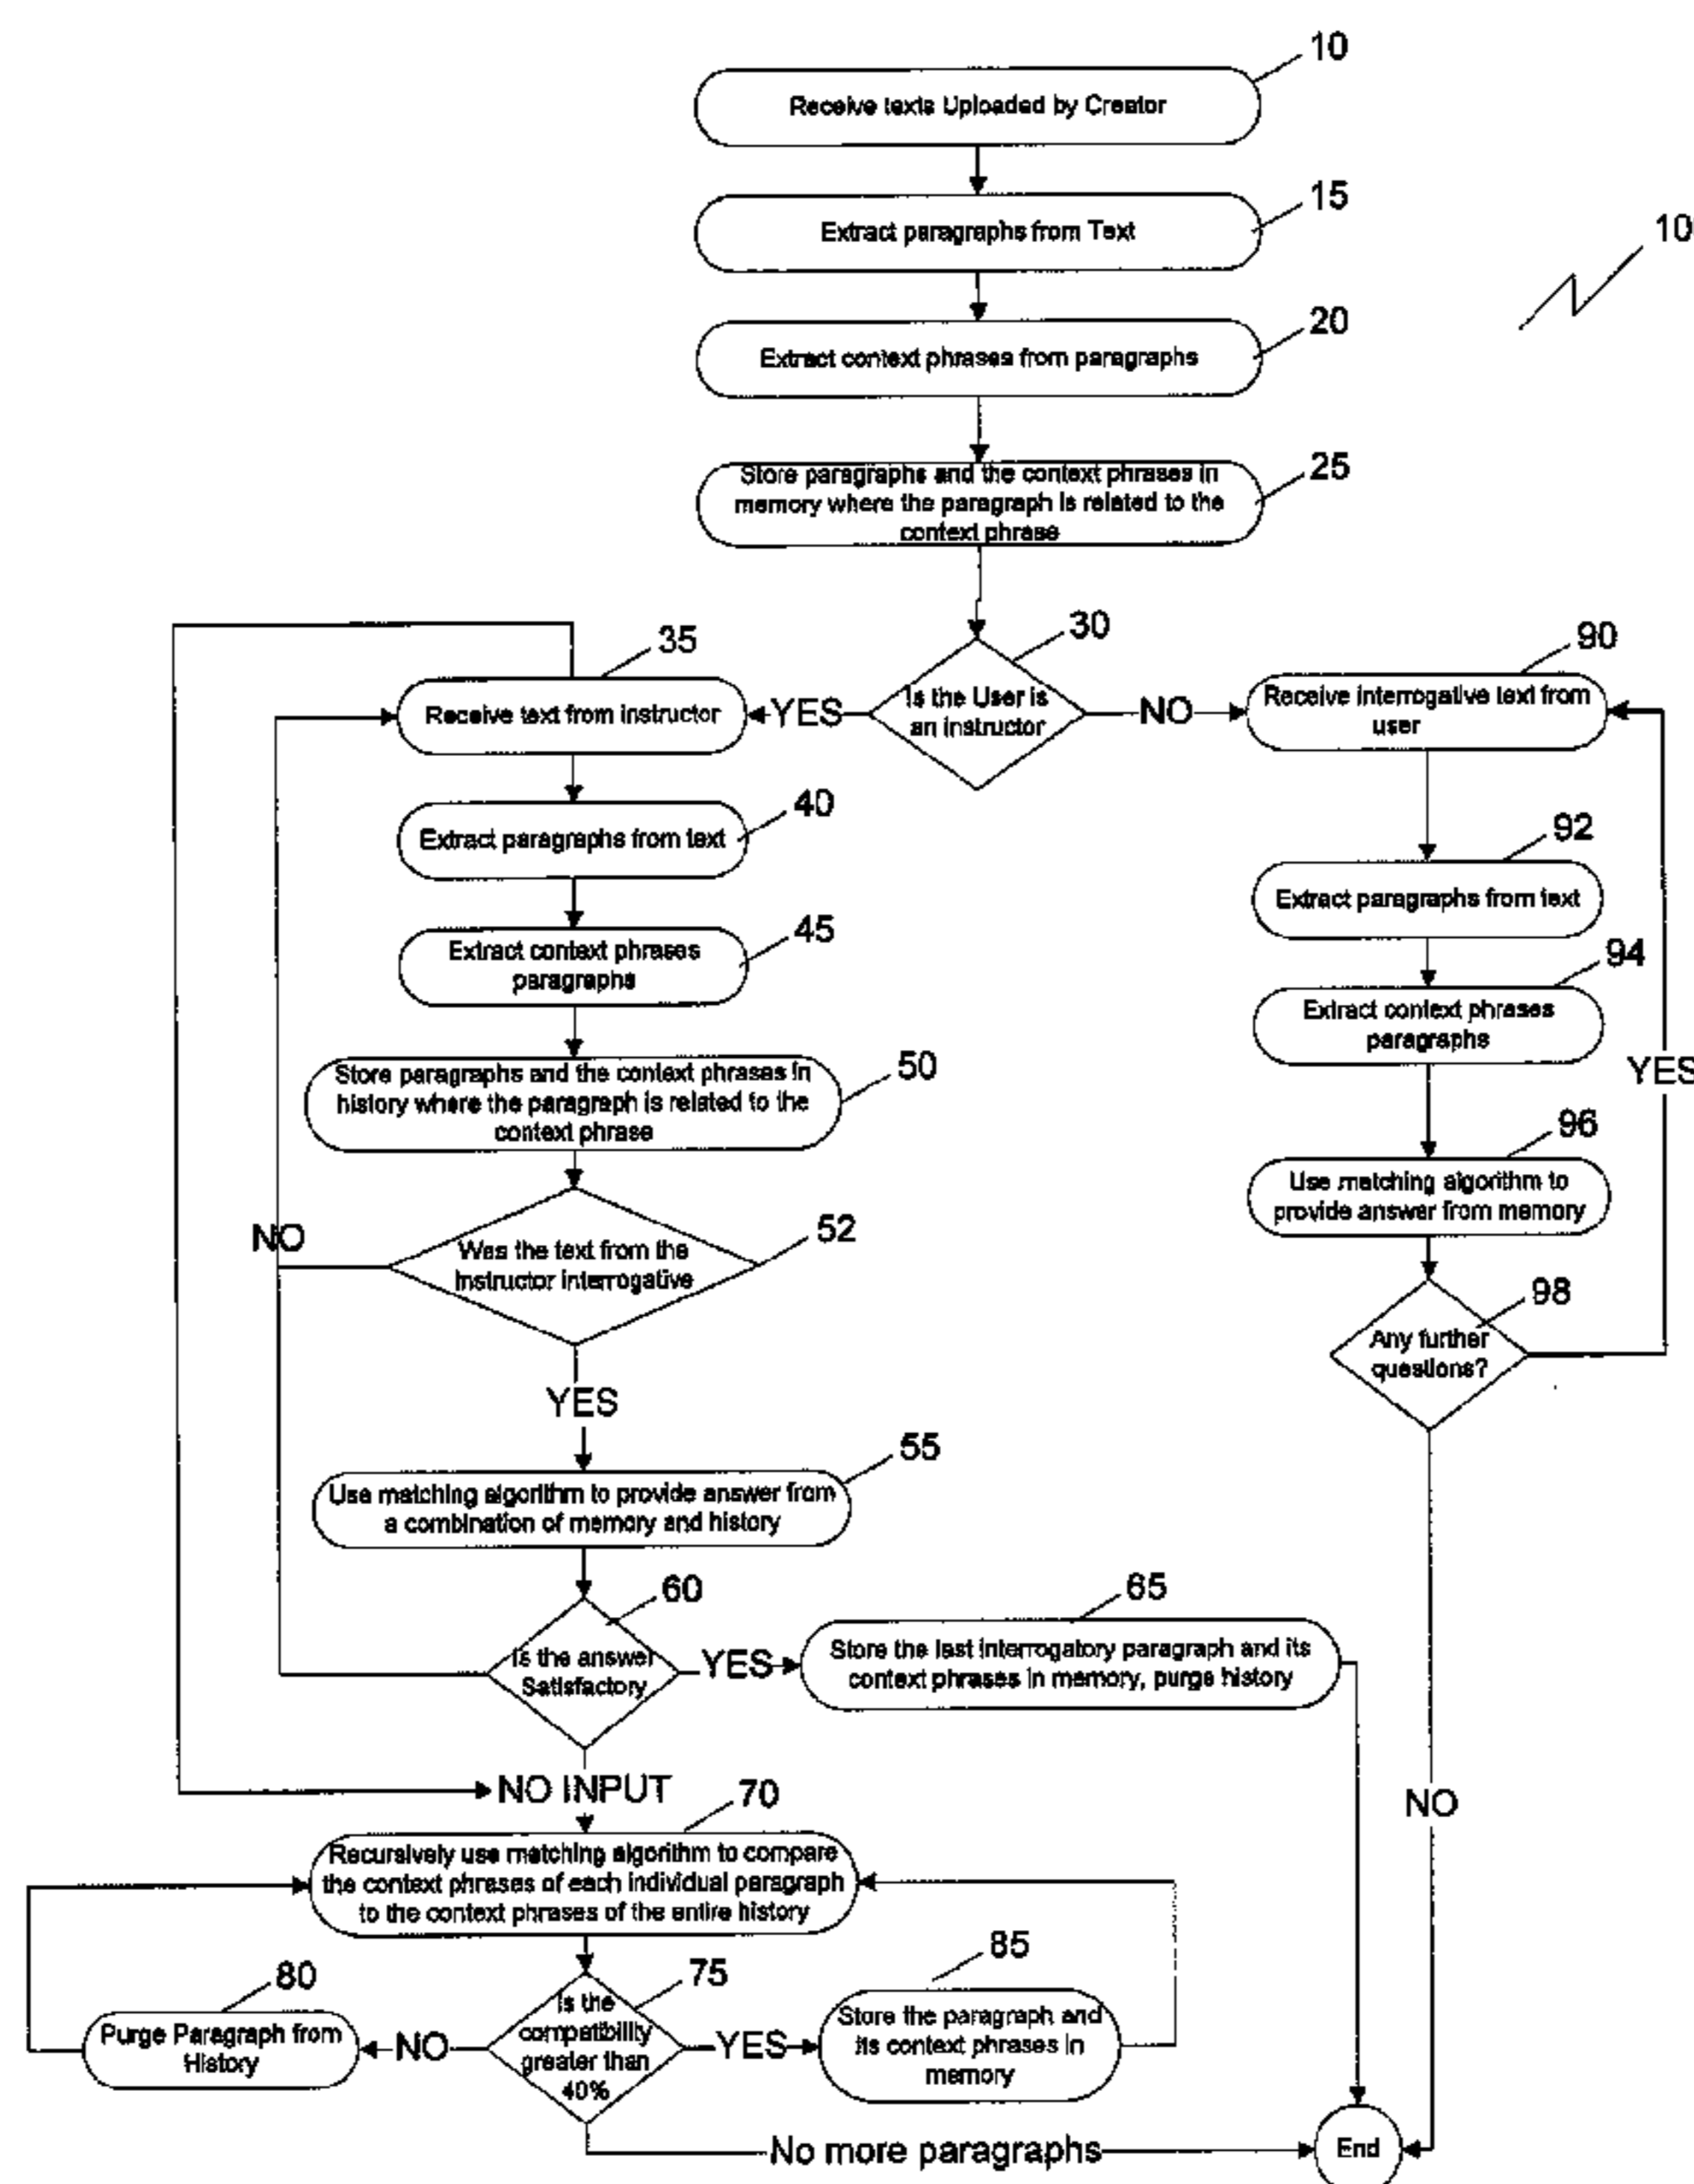 10
Receive texts Uploaded by Creator
15
Extract paragraphs from Text
10
20
Extract context phrases from paragraphs
25
Store paragraphs and the context phrases in
memory where the paragraph is related to the
context phrase
30
Is the User is
an instructor
YES
NO
35
Receive text from instructor
40
Extract paragraphs from text
45
Extract context phrases
paragraphs
50
Store paragraphs and the context phrases in
history where the paragraph is related to the
context phrase
52
Was the text from the
instructor interrogative
NO
YES
55
Use matching algorithm to provide answer from
a combination of memory and history
60
Is the answer
Satisfactory
YES
65
Store the last interrogatory paragraph and its
context phrases in memory, purge history
NO INPUT
70
Recursively use matching algorithm to compare
the context phrases of each individual paragraph
to the context phrases of the entire history
75
Is the
compatibility
greater than
40%
NO
80
Purge Paragraph from
History
YES
85
Store the paragraph and
its context phrases in
memory
No more paragraphs
End
90
Receive interrogative text from
user
92
Extract paragraphs from text
94
Extract context phrases
paragraphs
YES
96
Use matching algorithm to
provide answer from memory
98
Any further
questions?
NO